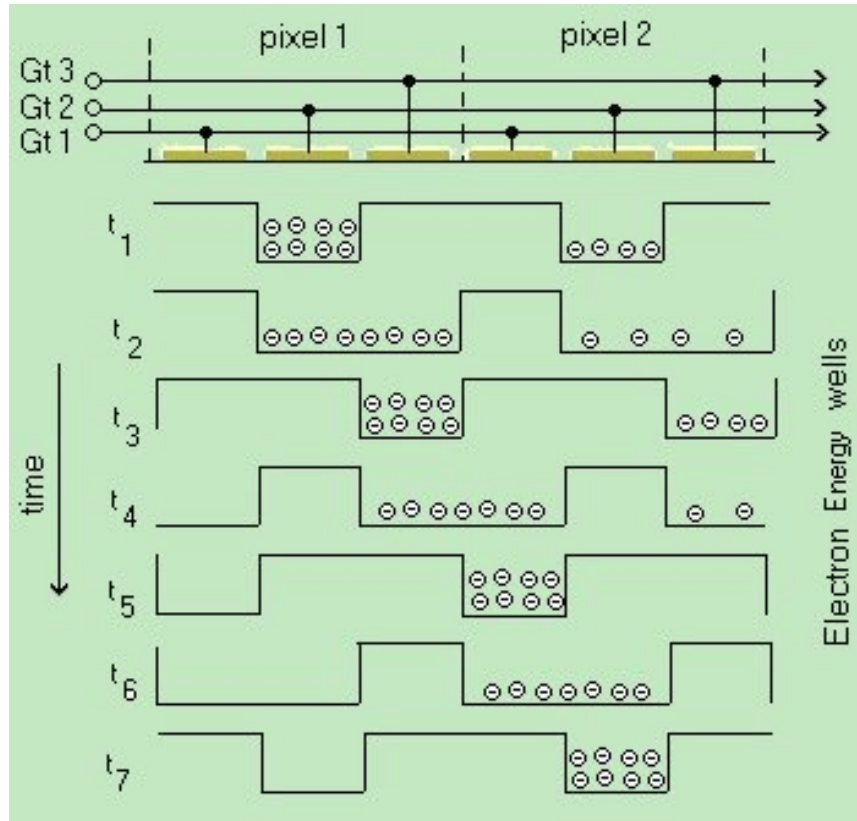 pixel 1
pixel 2
Gt 3
Gt 2
Gt 1
t1
t2
t3
t4
t5
t6
t7
time
Electron Energy wells